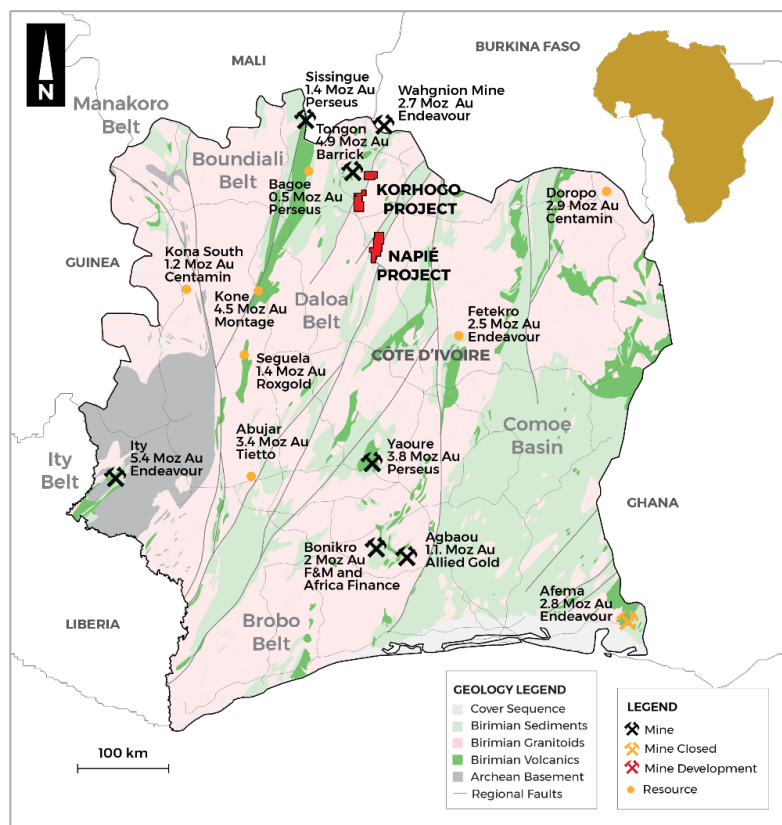 N
MALI
BURKINA FASO
Manakoro
Belt
Sissingue
1.4 Moz Au
Perseus
Wahgnion Mine
2.7 Moz Au
Endeavour
Tongon
4.9 Moz Au
Barrick
Boundiali
Belt
Bagoe
0.5 Moz Au
Perseus
KORHOGO
PROJECT
Doropo
2.9 Moz Au
Centamin
NAPIÉ
PROJECT
GUINEA
Kona South
1.2 Moz Au
Centamin
Kone
4.5 Moz Au
Montage
Daloa
Belt
Fetekro
2.5 Moz Au
Endeavour
CÔTE D'IVOIRE
Seguela
1.4 Moz Au
Roxgold
Comoe
Basin
Abujar
3.4 Moz Au
Tietto
Yaoure
3.8 Moz Au
Perseus
Ity
5.4 Moz Au
Endeavour
Ity
Belt
GHANA
Bonikro
2 Moz Au
F&M and
Africa Finance
Agbaou
1.1. Moz Au
Allied Gold
Afema
2.8 Moz Au
Endeavour
LIBERIA
Brobo
Belt
100 km
GEOLOGY LEGEND
Cover Sequence
Birimian Sediments
Birimian Granitoids
Birimian Volcanics
Archean Basement
Regional Faults
LEGEND
Mine
Mine Closed
Mine Development
Resource